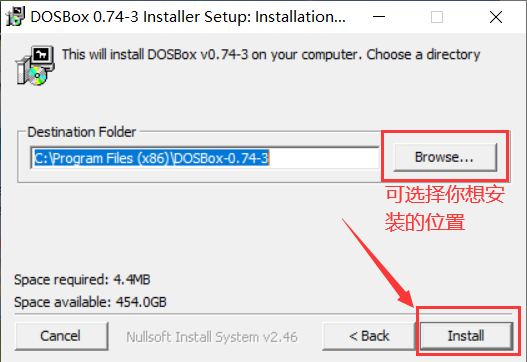 DOSBox 0.74-3 Installer Setup: Installation...
This will install DOSBox v0.74-3 on your computer. Choose a directory
Destination Folder
C:\Program Files (x86)\DOSBox-0.74-3
Browse...
可选择你想安
装的位置
Space required: 4.4MB
Space available: 454.0GB
Cancel
Nullsoft Install System v2.46
< Back
Install